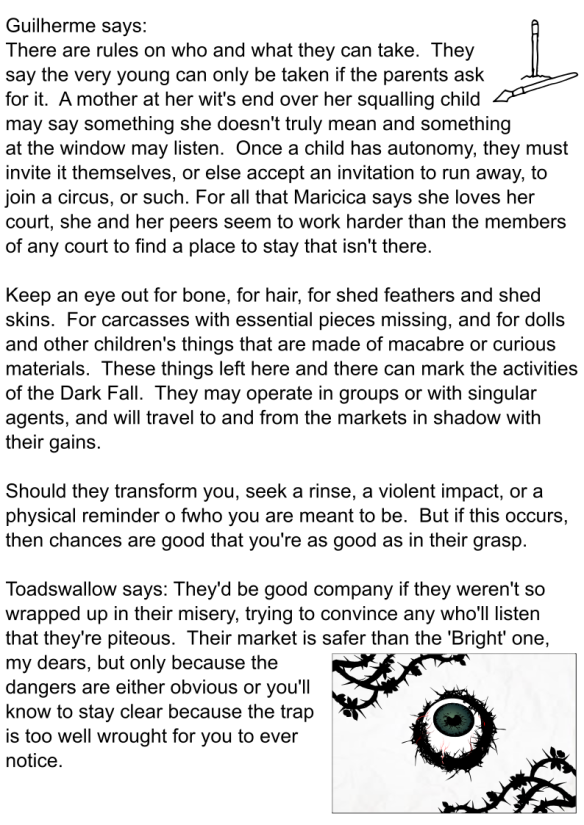 Guilherme says:
There are rules on who and what they can take.  They
say the very young can only be taken if the parents ask
for it.  A mother at her wit's end over her squalling child
may say something she doesn't truly mean and something
at the window may listen.  Once a child has autonomy, they must
invite it themselves, or else accept an invitation to run away, to
join a circus, or such. For all that Maricica says she loves her
court, she and her peers seem to work harder than the members
of any court to find a place to stay that isn't there.

Keep an eye out for bone, for hair, for shed feathers and shed
skins.  For carcasses with essential pieces missing, and for dolls
and other children's things that are made of macabre or curious
materials.  These things left here and there can mark the activities
of the Dark Fall.  They may operate in groups or with singular
agents, and will travel to and from the markets in shadow with
their gains.

Should they transform you, seek a rinse, a violent impact, or a
physical reminder o fwho you are meant to be.  But if this occurs,
then chances are good that you're as good as in their grasp.

Toadswallow says: They'd be good company if they weren't so
wrapped up in their misery, trying to convince any who'll listen
that they're piteous.  Their market is safer than the 'Bright' one,
my dears, but only because the
dangers are either obvious or you'll
know to stay clear because the trap
is too well wrought for you to ever
notice.